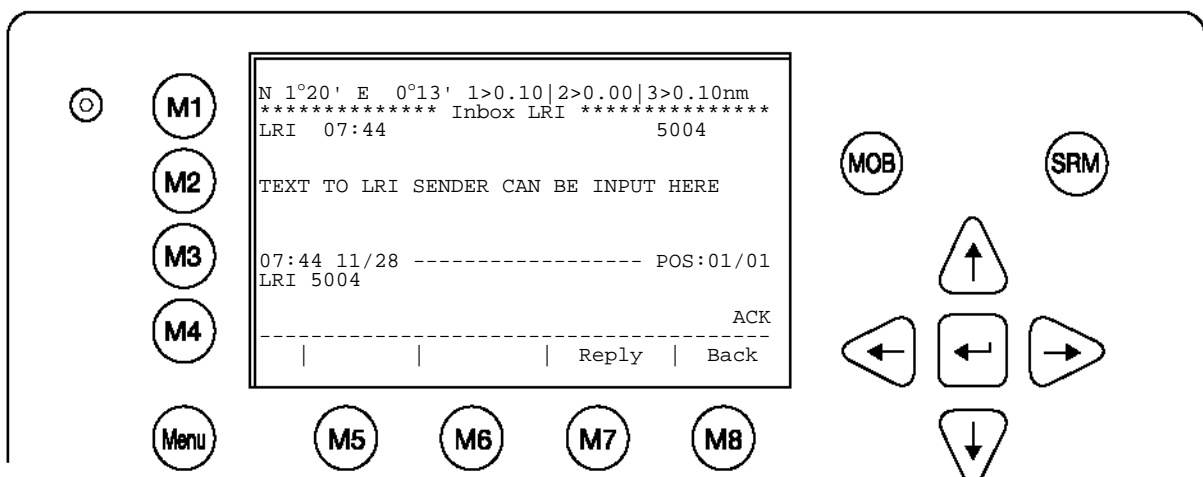 N 1°20' E  0°13' 1>0.10|2>0.00|3>0.10nm
************** Inbox LRI ***************
LRI  07:44                     5004
TEXT TO LRI SENDER CAN BE INPUT HERE
07:44 11/28 ------------------ POS:01/01
LRI 5004
ACK
----------------------------------------
|        |         |  Reply  |  Back
M1
M2
M3
M4
Menu
M5
M6
M7
M8
MOB
SRM